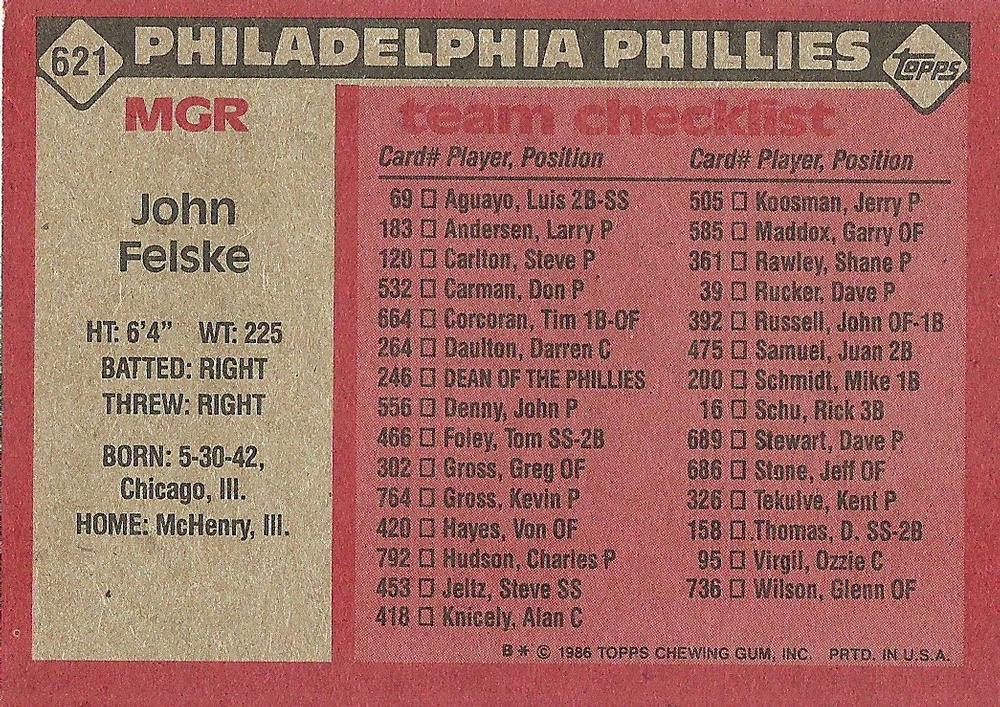 621 PHILADELPHIA PHILLIES TOPPS
MGR
John
Felske
HT: 6'4" WT: 225
BATTED: RIGHT
THREW: RIGHT
BORN: 5-30-42,
Chicago, Ill.
HOME: McHenry, Ill.
team checklist
Card# Player, Position
69 □ Aguayo, Luis 2B-SS
183 □ Andersen, Larry P
120 □ Carlton, Steve P
532 □ Carman, Don P
664 □ Corcoran, Tim 1B-OF
264 □ Daulton, Darren C
246 □ DEAN OF THE PHILLIES
556 □ Denny, John P
466 □ Foley, Tom SS-2B
302 □ Gross, Greg OF
764 □ Gross, Kevin P
420 □ Hayes, Von OF
792 □ Hudson, Charles P
453 □ Jeltz, Steve SS
418 □ Knicely, Alan C
Card# Player, Position
505 □ Koosman, Jerry P
585 □ Maddox, Garry OF
361 □ Rawley, Shane P
39 □ Rucker, Dave P
392 □ Russell, John OF-1B
475 □ Samuel, Juan 2B
200 □ Schmidt, Mike 1B
16 □ Schu, Rick 3B
689 □ Stewart, Dave P
686 □ Stone, Jeff OF
326 □ Tekulve, Kent P
158 □ Thomas, D. SS-2B
95 □ Virgil, Ozzie C
736 □ Wilson, Glenn OF
B* © 1986 TOPPS CHEWING GUM, INC. PRTD. IN U.S.A.